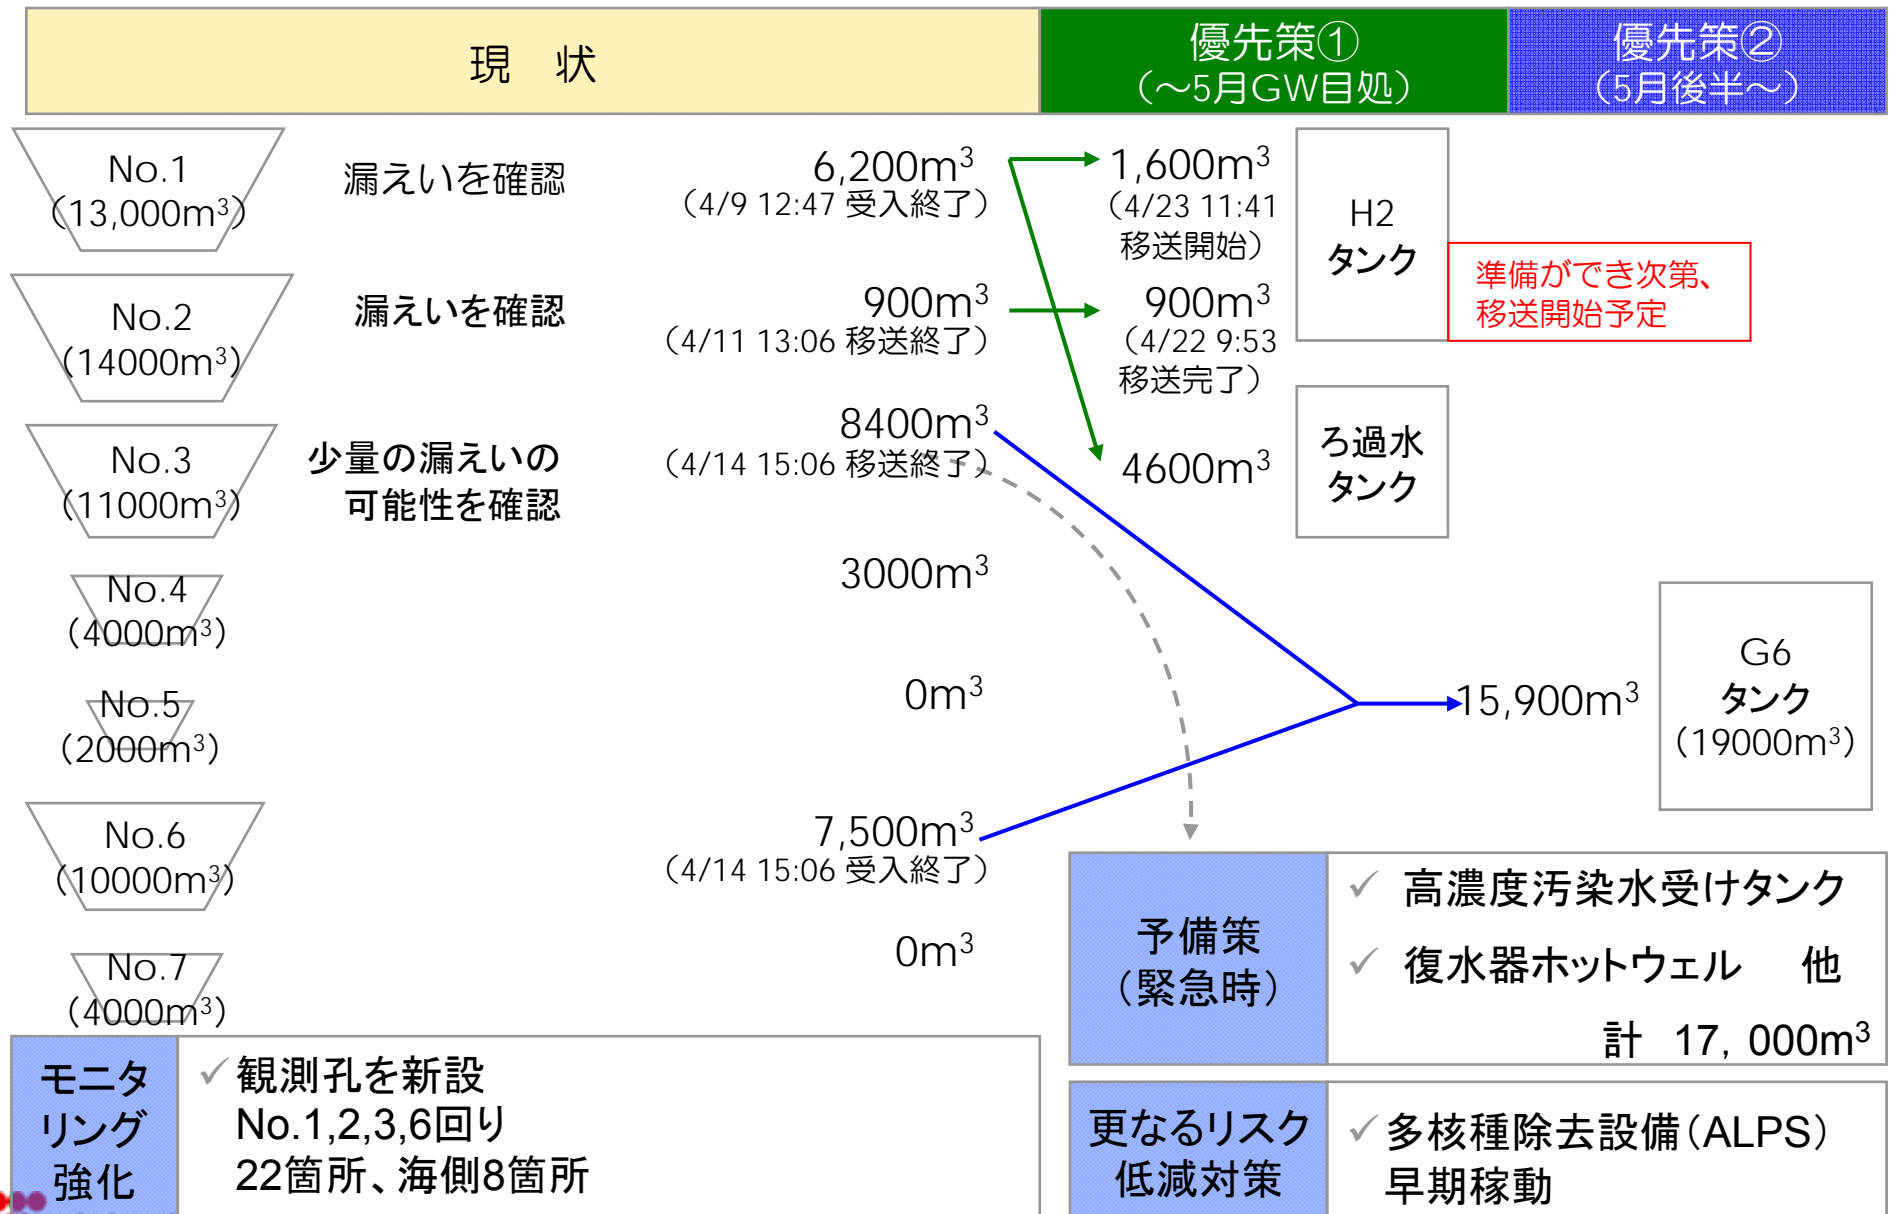 現　状
優先策①
（～5月GW目処）
優先策②
（5月後半～）
No.1
（13,000m³）
漏えいを確認
6,200m³
（4/9 12:47 受入終了）
1,600m³
（4/23 11:41
移送開始）
H2
タンク
準備ができ次第、
移送開始予定
No.2
（14000m³）
漏えいを確認
900m³
（4/11 13:06 移送終了）
900m³
（4/22 9:53
移送完了）
No.3
（11000m³）
少量の漏えいの
可能性を確認
8400m³
（4/14 15:06 移送終了）
4600m³
ろ過水
タンク
No.4
（4000m³）
3000m³
No.5
（2000m³）
0m³
15,900m³
G6
タンク
（19000m³）
No.6
（10000m³）
7,500m³
（4/14 15:06 受入終了）
No.7
（4000m³）
0m³
予備策
（緊急時）
✓ 高濃度汚染水受けタンク
✓ 復水器ホットウェル　他
計　17, 000m³
モニタ
リング
強化
✓ 観測孔を新設
No.1,2,3,6回り
22箇所、海側8箇所
更なるリスク
低減対策
✓ 多核種除去設備（ALPS）
早期稼動